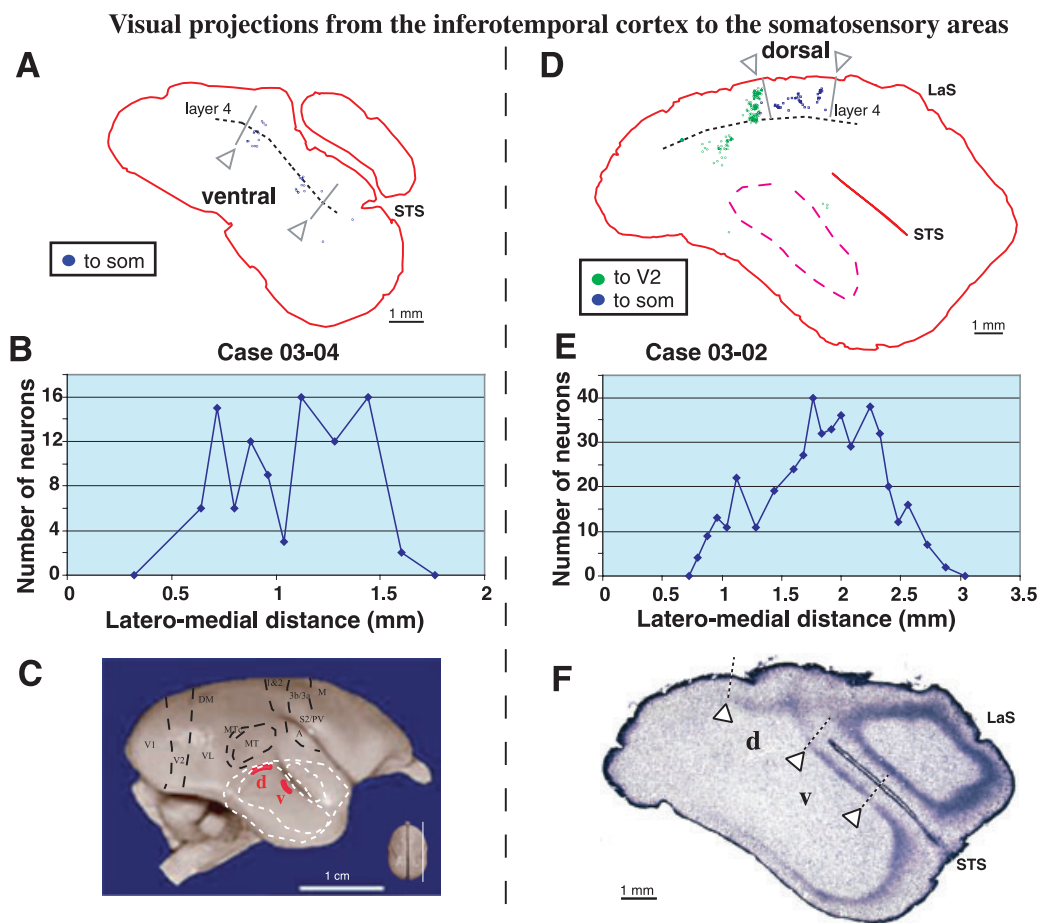 Visual projections from the inferotemporal cortex to the somatosensory areas
A
layer 4
ventral
STS
to som
1 mm
D
dorsal
LaS
layer 4
STS
to V2
to som
1 mm
B
Case 03-04
Number of neurons
16
12
8
4
0
0
0.5
1
1.5
2
Latero-medial distance (mm)
E
Case 03-02
Number of neurons
40
30
20
10
0
0
0.5
1
1.5
2
2.5
3
3.5
Latero-medial distance (mm)
C
1&2
M
DM
3b/3a
S2/PV
MTc
A
V1
MT
V2
VL
d
v
1 cm
F
LaS
d
v
STS
1 mm